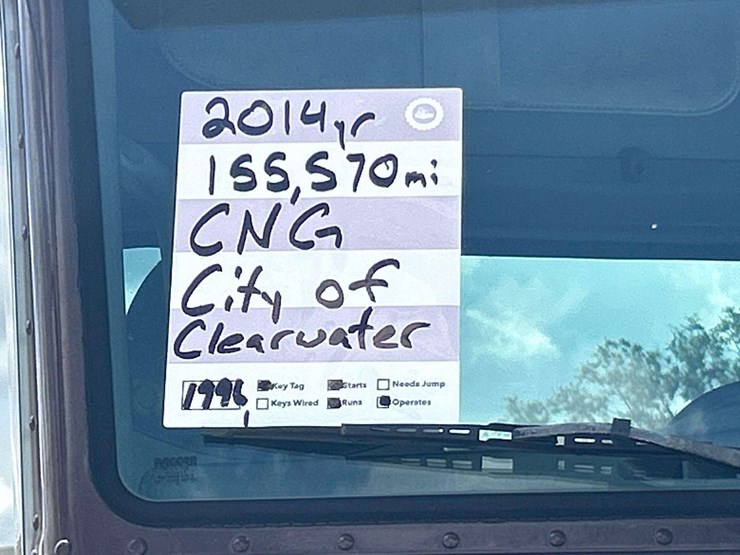 2014yr
155,570mi
CNG
City of
Clearwater
1996 Key Tag Starts Needs Jump
Keys Wired Runs Operates